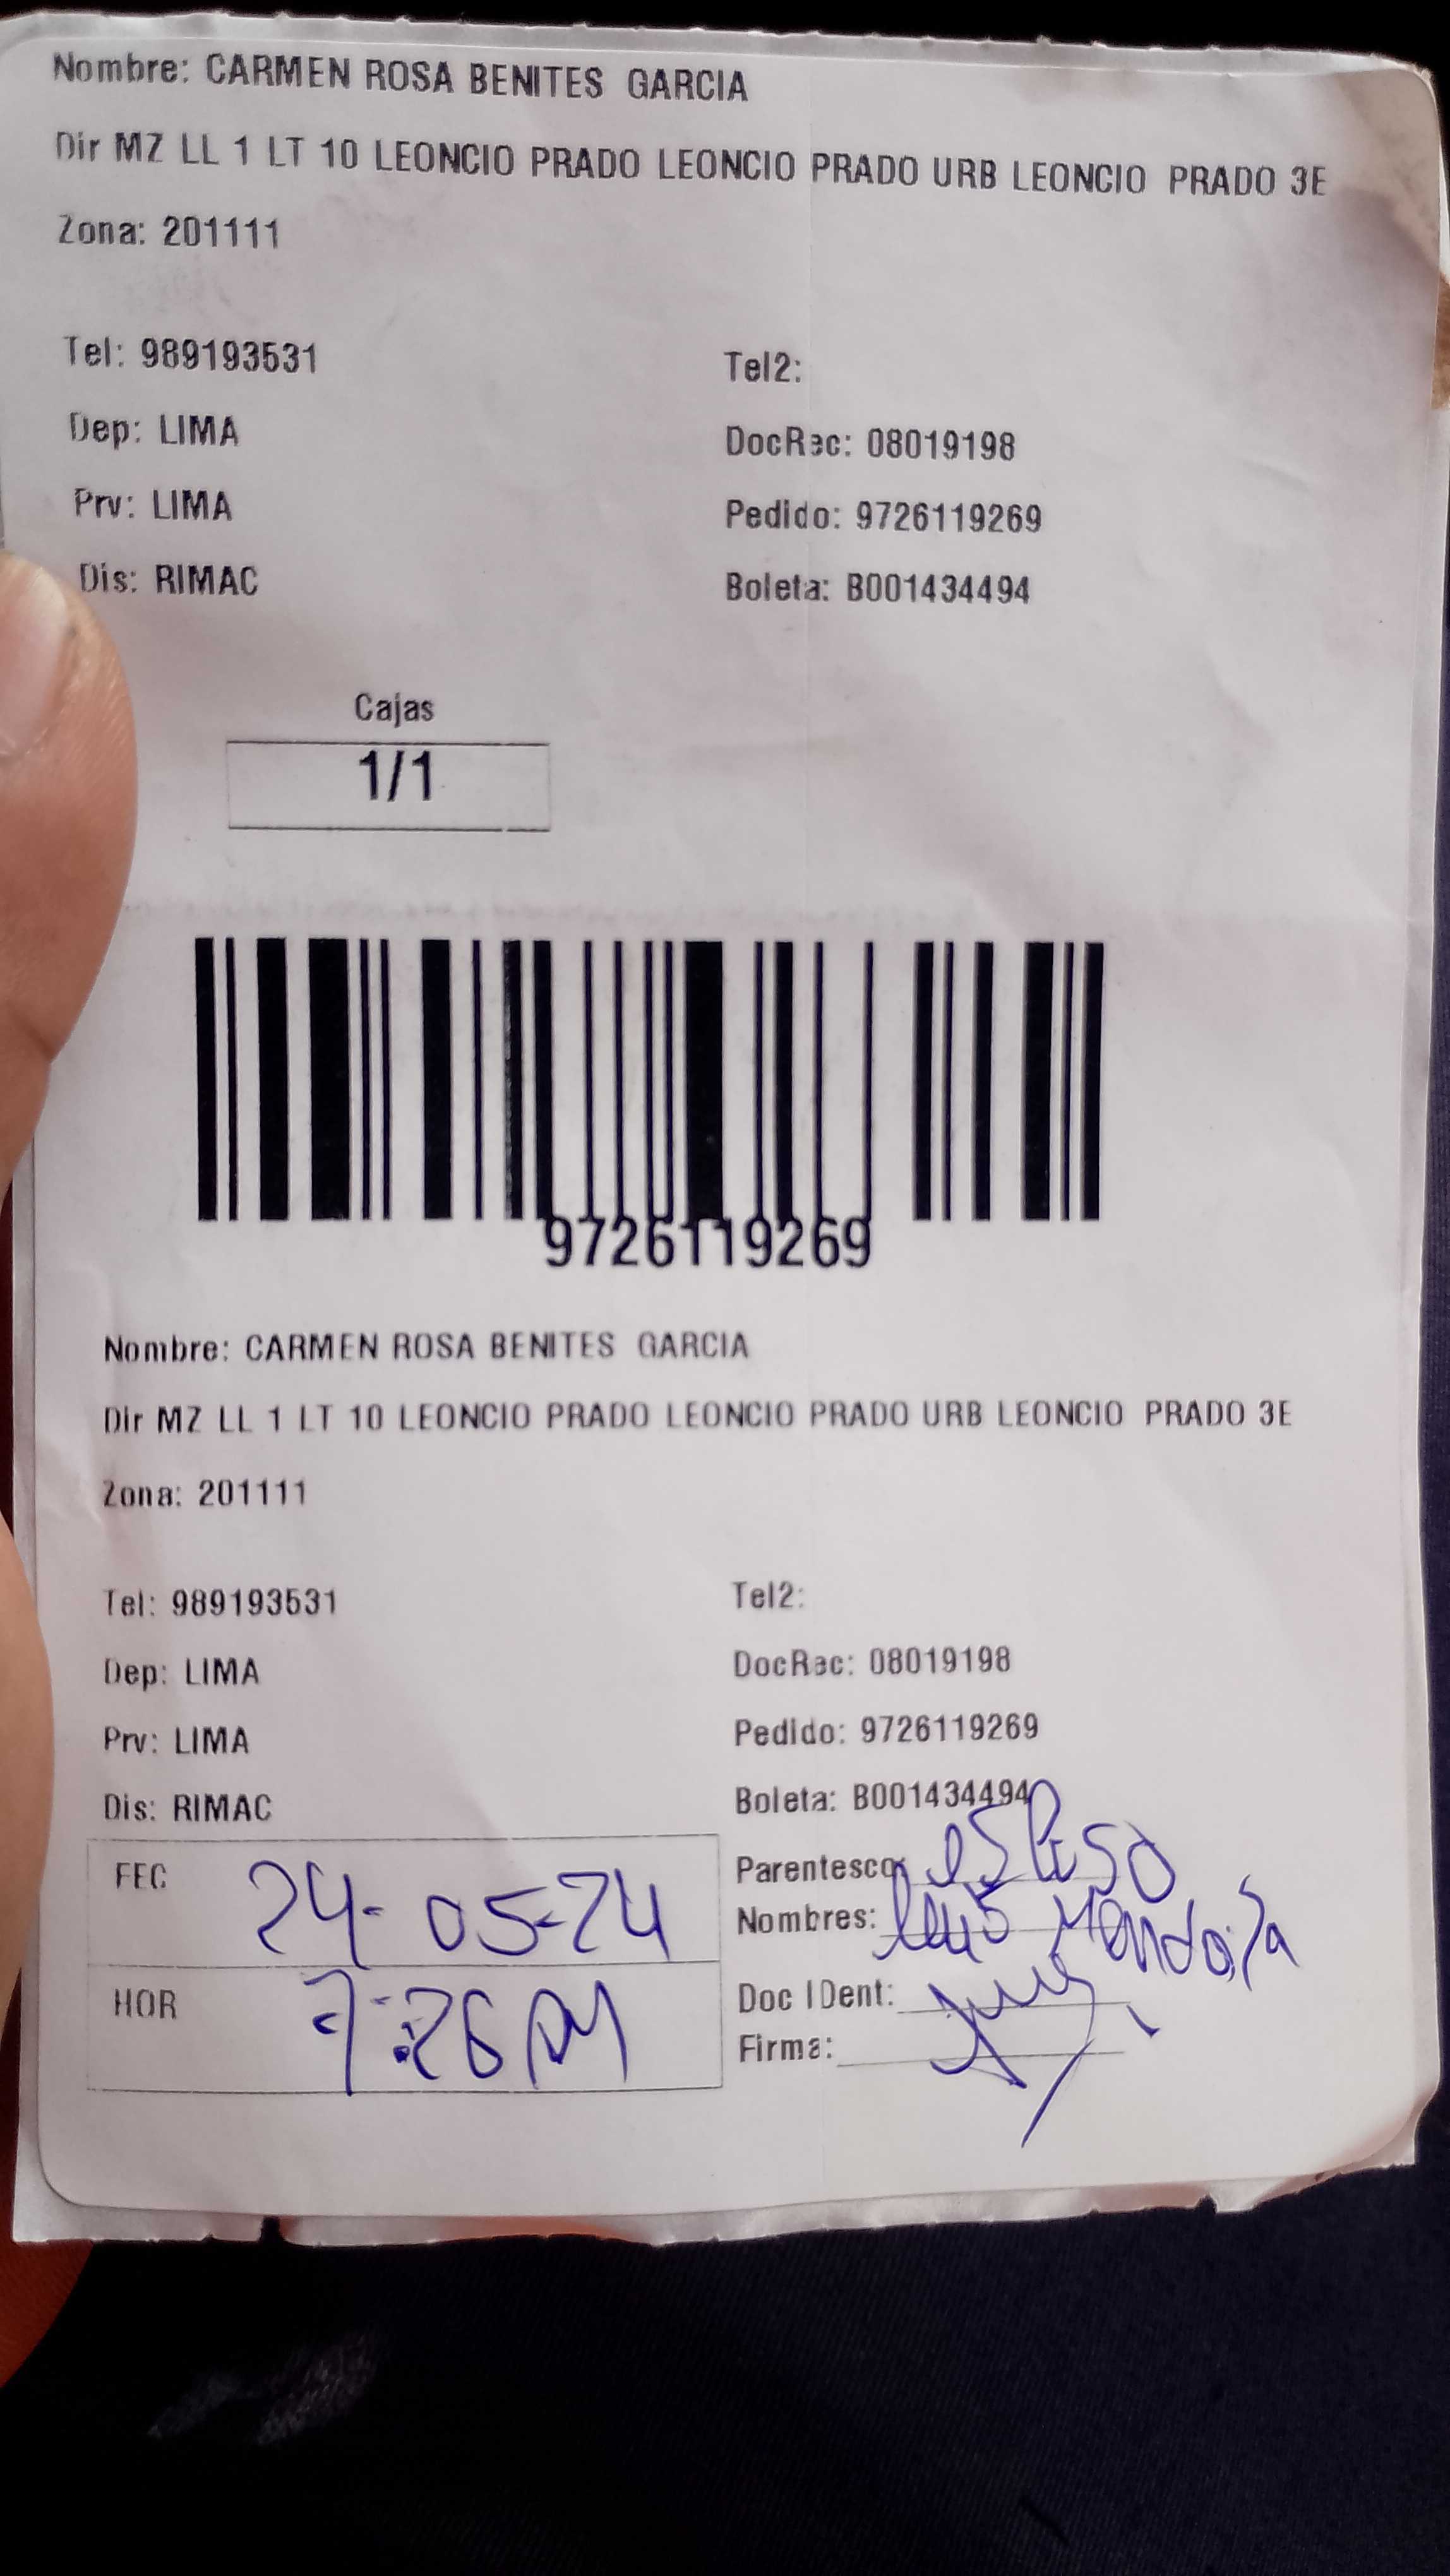 Nombre: CARMEN ROSA BENITES GARCIA
Dir MZ LL 1 LT 10 LEONCIO PRADO LEONCIO PRADO URB LEONCIO PRADO 3E
Zona: 201111
Tel: 989193531 Tel2:
Dep: LIMA DocRec: 08019198
Prv: LIMA Pedido: 9726119269
Dis: RIMAC Boleta: B001434494
Cajas
1/1
9726119269
Nombre: CARMEN ROSA BENITES GARCIA
Dir MZ LL 1 LT 10 LEONCIO PRADO LEONCIO PRADO URB LEONCIO PRADO 3E
Zona: 201111
Tel: 989193531 Tel2:
Dep: LIMA DocRec: 08019198
Prv: LIMA Pedido: 9726119269
Dis: RIMAC Boleta: B001434494
FEC 24-05-24 Parentesco:
Nombres: Mendoza
HOR 7:26 Doc IDent:
Firma: